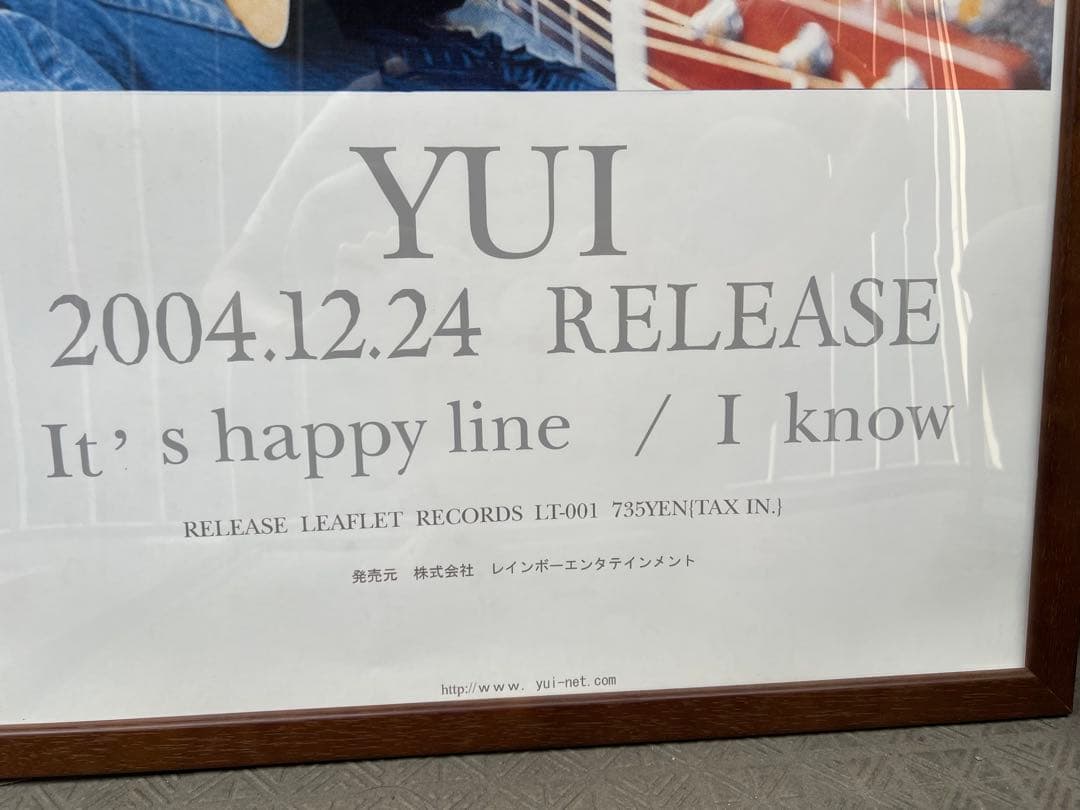 YUI
2004.12.24 RELEASE
It's happy line / I know
RELEASE LEAFLET RECORDS LT-001 735YEN{TAX IN.}
発売元 株式会社 レインボーエンタテインメント
http://www. yui-net.com